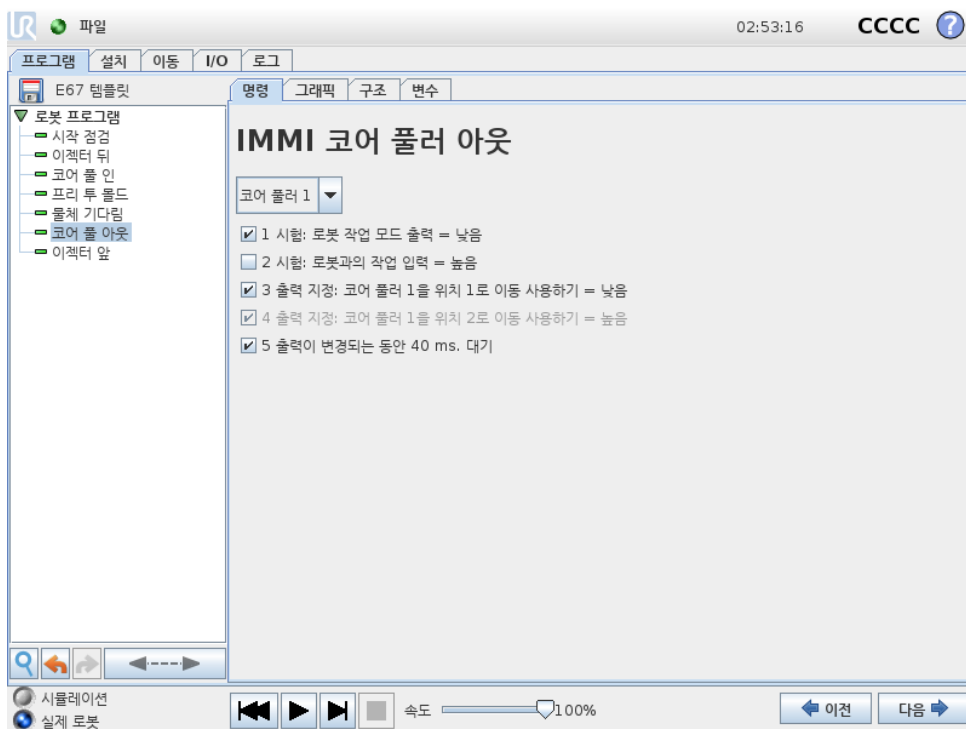 UR 파일 02:53:16 CCCC ?
프로그램 설치 이동 I/O 로그
E67 템플릿
명령 그래픽 구조 변수
로봇 프로그램
시작 점검
이젝터 뒤
코어 풀 인
프리 투 몰드
물체 기다림
코어 풀 아웃
이젝터 앞
IMMI 코어 풀러 아웃
코어 풀러 1
1 시험: 로봇 작업 모드 출력 = 낮음
2 시험: 로봇과의 작업 입력 = 높음
3 출력 지정: 코어 풀러 1을 위치 1로 이동 사용하기 = 낮음
4 출력 지정: 코어 풀러 1을 위치 2로 이동 사용하기 = 높음
5 출력이 변경되는 동안 40 ms. 대기
시뮬레이션
실제 로봇
속도 100%
이전 다음